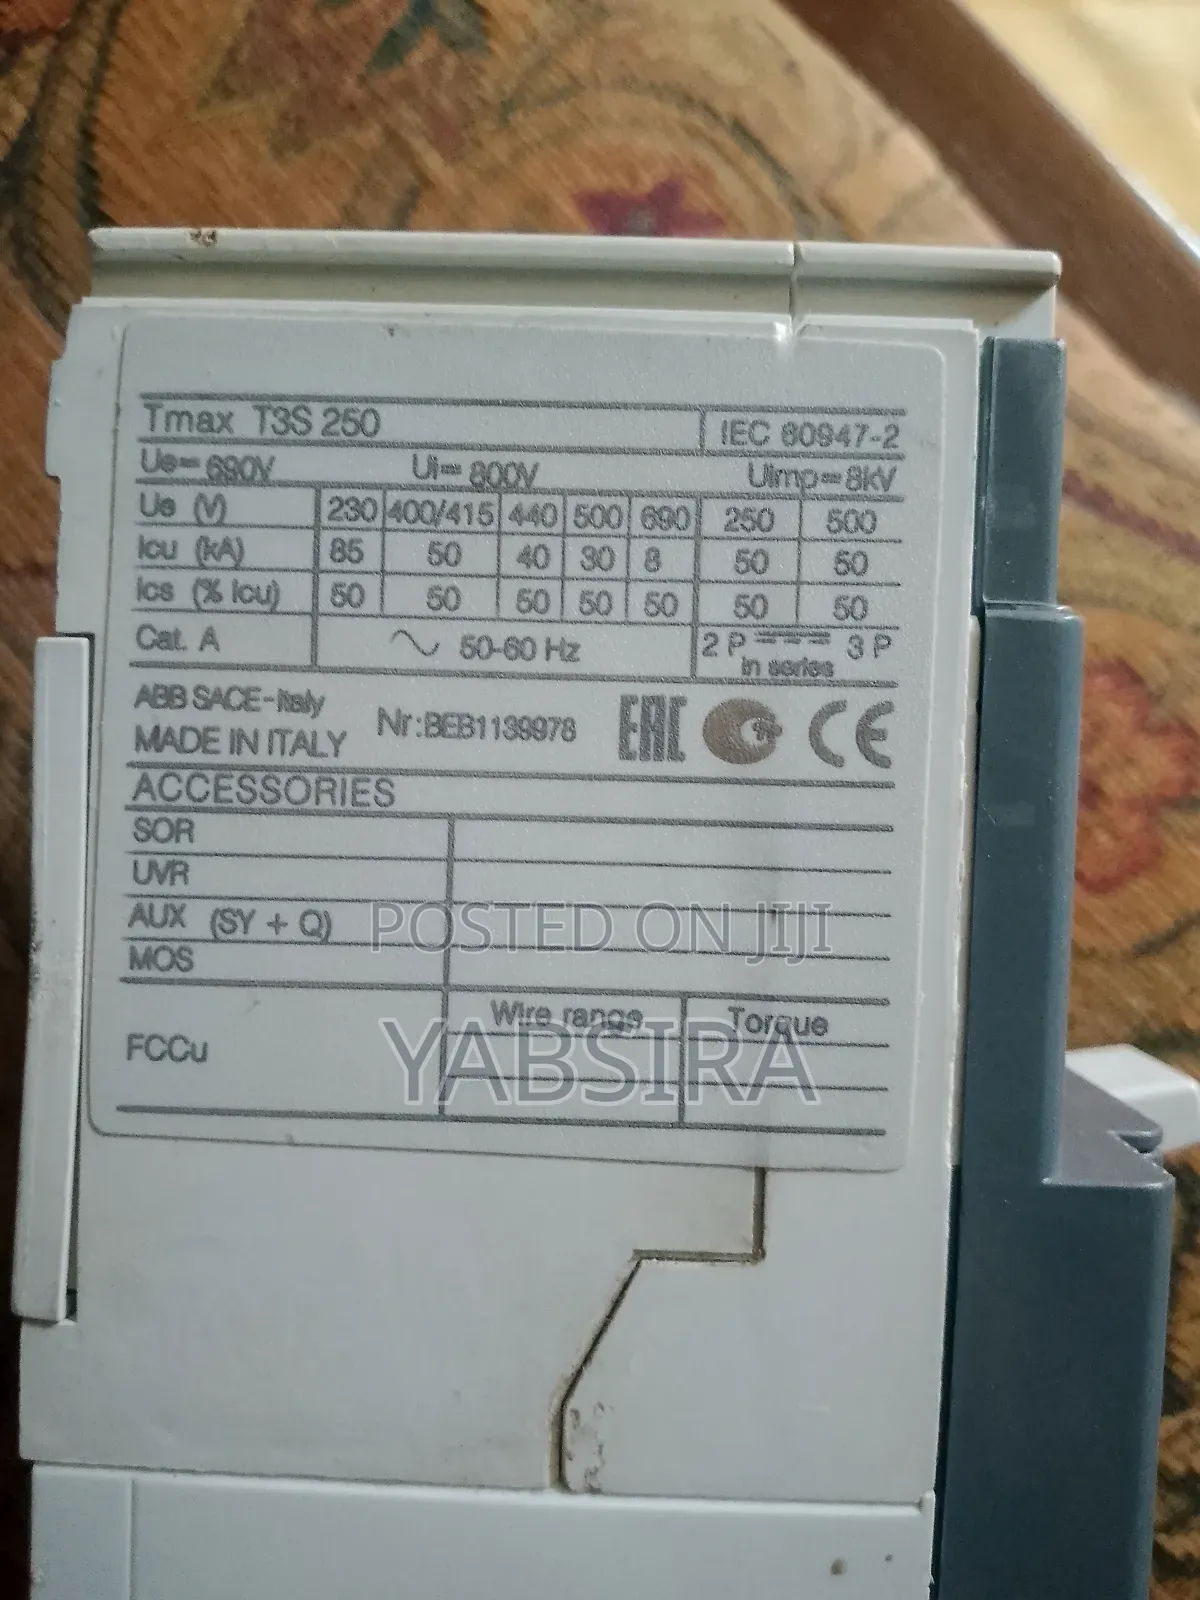 Tmax T3S 250 IEC 60947-2
Ue=690V Ui=800V Uimp=8kV
Ue (V) 230 400/415 440 500 690 250 500
Icu (kA) 85 50 40 30 8 50 50
Ics (% Icu) 50 50 50 50 50 50 50
Cat. A ~ 50-60 Hz 2 P 3 P
in series
ABB SACE-Italy
MADE IN ITALY Nr:BEB1139978 EAC CE
ACCESSORIES
SOR
UVR
AUX (SY + Q)
MOS
Wire range Torque
FCCu
POSTED ON JIJI
YABSIRA